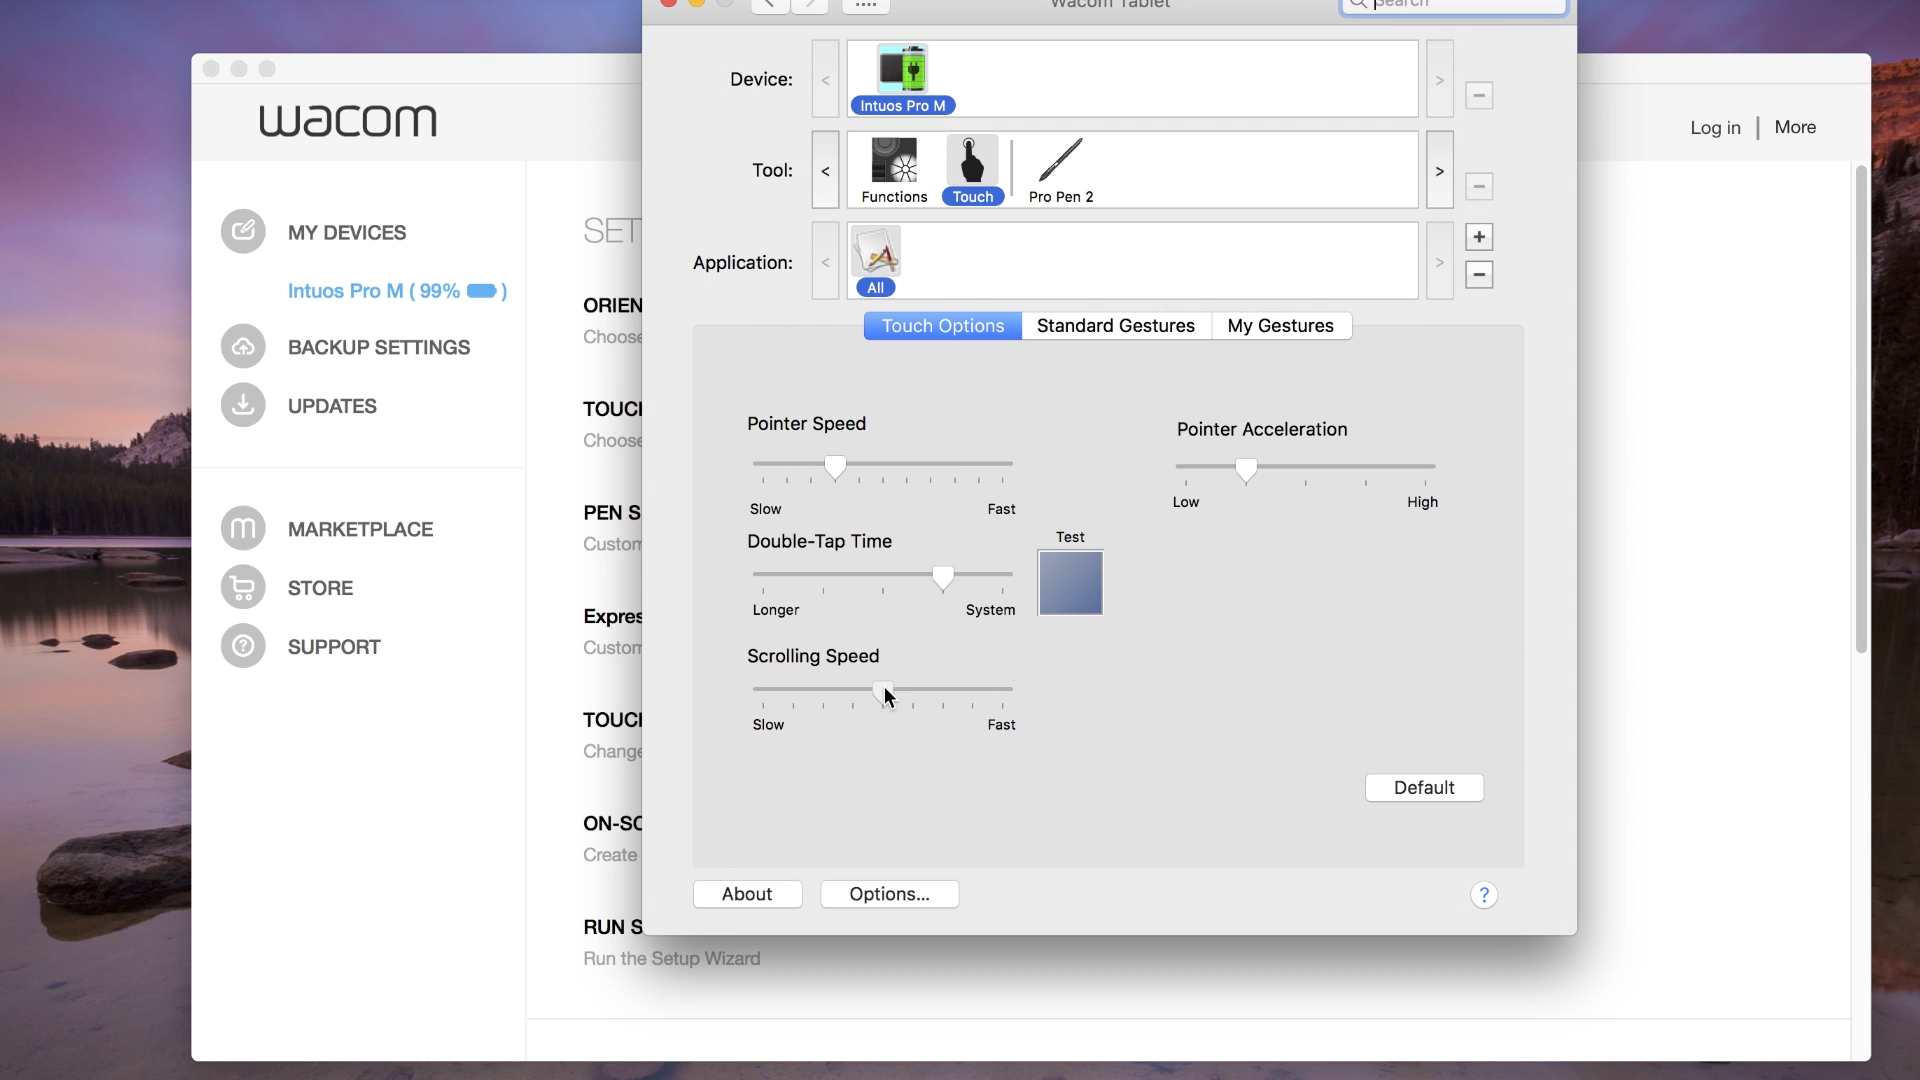 Wacom Tablet
Search
wacom
Log in | More
Device:
<
Intuos Pro M
>
Tool:
<
Functions
Touch
Pro Pen 2
>
Application:
<
All
>
MY DEVICES
Intuos Pro M ( 99% )
BACKUP SETTINGS
UPDATES
MARKETPLACE
STORE
SUPPORT
SET
ORIEN
Choose
TOUCH
Choose
PEN S
Custom
Expres
Custom
TOUCH
Change
ON-SC
Create
RUN S
Run the Setup Wizard
Touch Options
Standard Gestures
My Gestures
Pointer Speed
Slow
Fast
Pointer Acceleration
Low
High
Double-Tap Time
Longer
System
Test
Scrolling Speed
Slow
Fast
Default
About
Options...
?